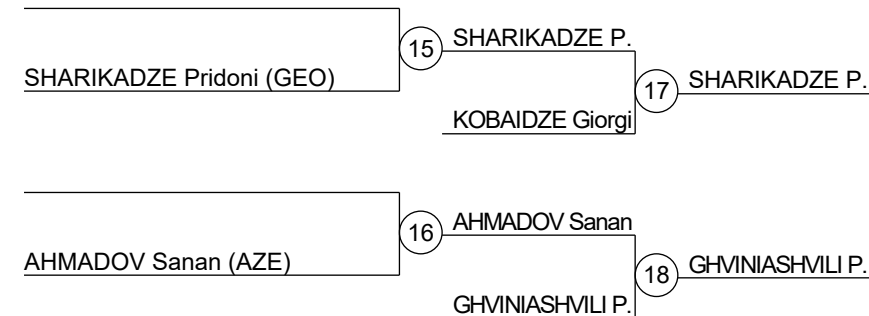 15 SHARIKADZE P.
SHARIKADZE Pridoni (GEO)
17 SHARIKADZE P.
KOBAIDZE Giorgi
16 AHMADOV Sanan
AHMADOV Sanan (AZE)
18 GHVINIASHVILI P.
GHVINIASHVILI P.